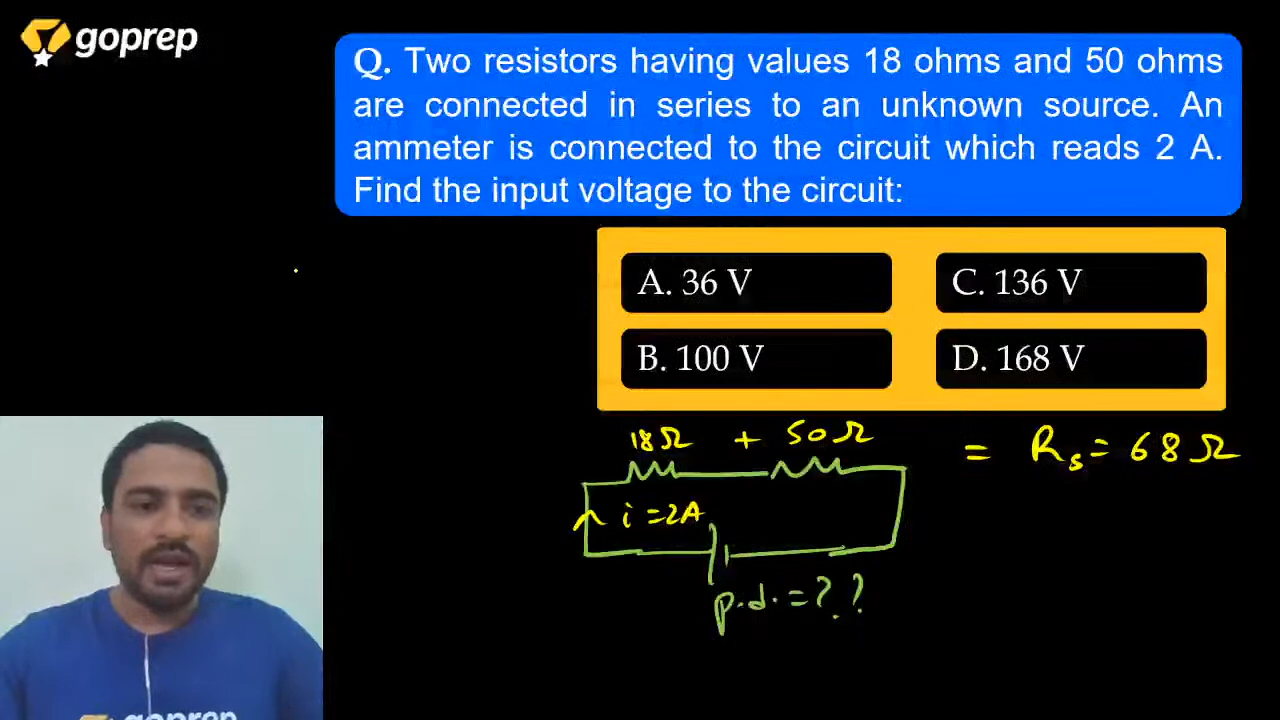 goprep
Q. Two resistors having values 18 ohms and 50 ohms
are connected in series to an unknown source. An
ammeter is connected to the circuit which reads 2 A.
Find the input voltage to the circuit:
A. 36 V
C. 136 V
B. 100 V
D. 168 V
18Ω + 50Ω = Rs = 68Ω
i = 2A
p.d. = ??
goprep